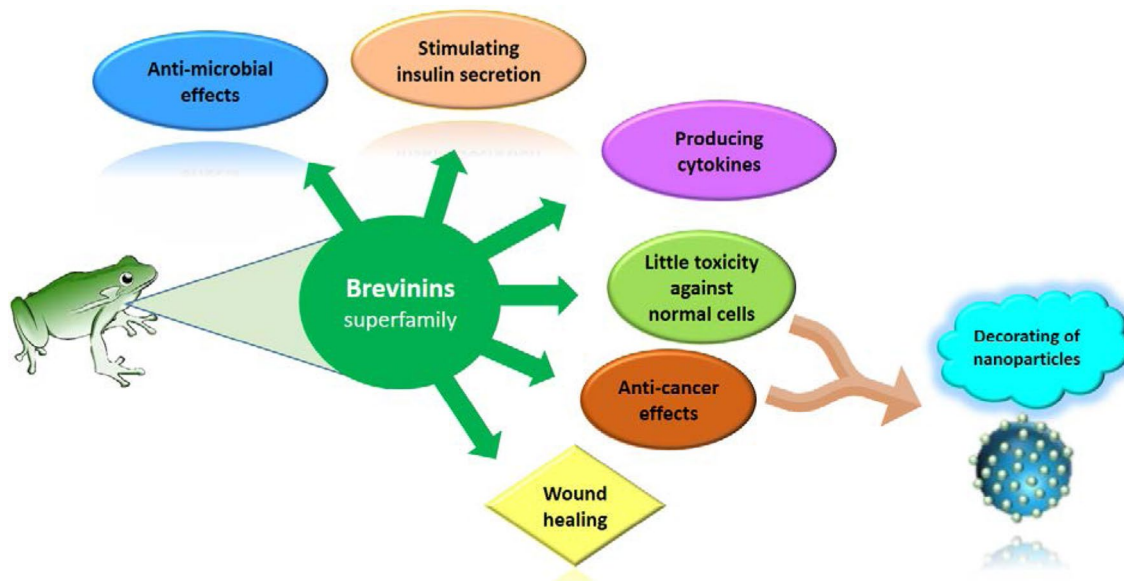 Anti-microbial
effects
Stimulating
insulin secretion
Producing
cytokines
Brevinins
superfamily
Little toxicity
against
normal cells
Decorating of
nanoparticles
Anti-cancer
effects
Wound
healing